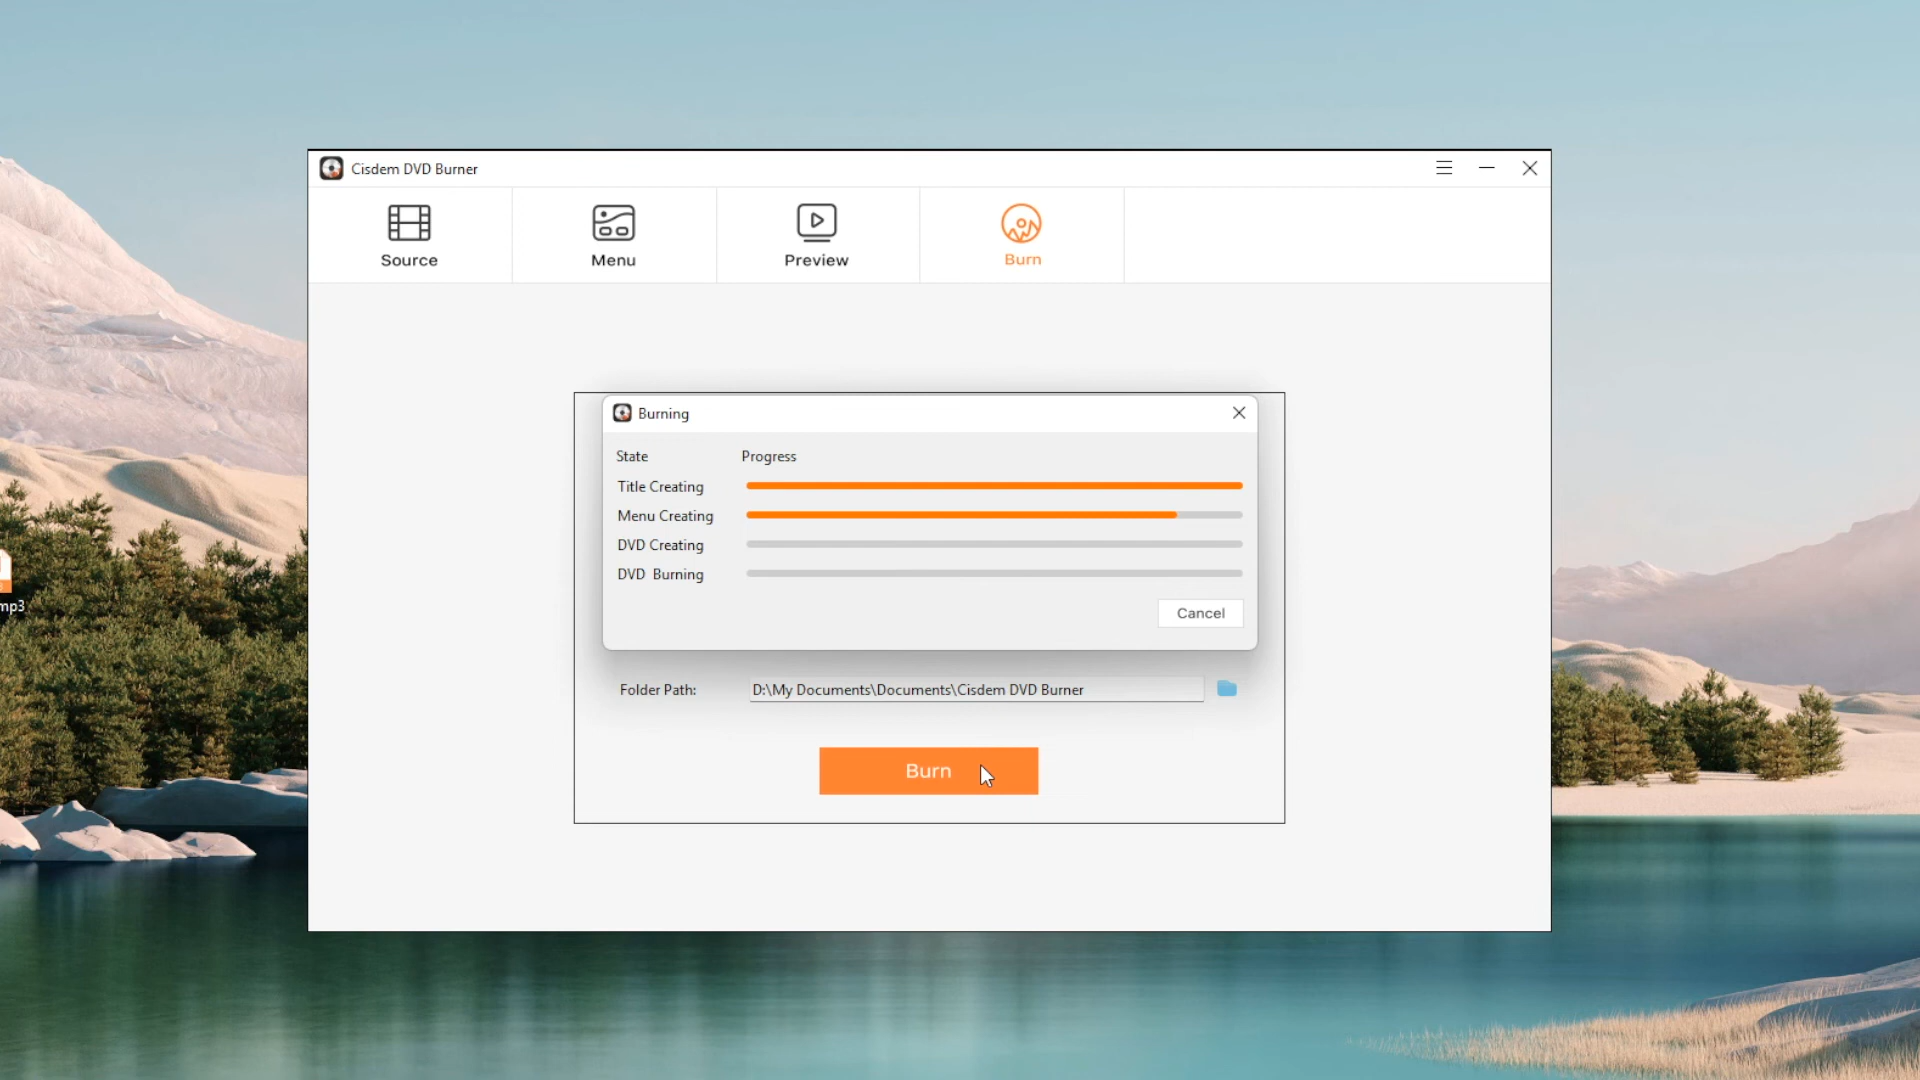 Cisdem DVD Burner
Source
Menu
Preview
Burn
Burning
State Progress
Title Creating
Menu Creating
DVD Creating
DVD Burning
Cancel
mp3
Folder Path: D:\My Documents\Documents\Cisdem DVD Burner
Burn